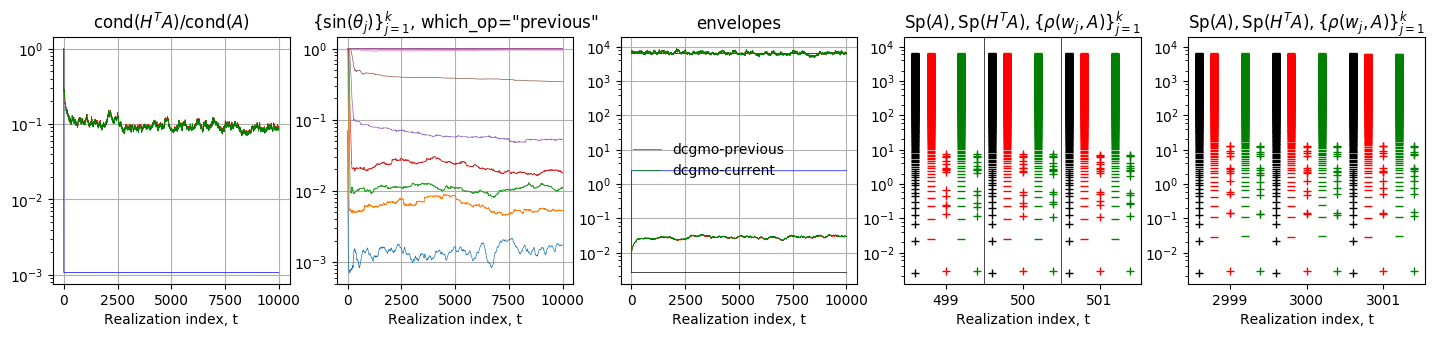 cond(H^T A)/cond(A)
10^0
10^−1
10^−2
10^−3
0 2500 5000 7500 10000
Realization index, t
{sin(θ_j)}_{j=1}^k, which_op="previous"
10^0
10^−1
10^−2
10^−3
0 2500 5000 7500 10000
Realization index, t
envelopes
10^4
10^3
10^2
10^1
10^0
10^−1
10^−2
dcgmo-previous
dcgmo-current
0 2500 5000 7500 10000
Realization index, t
Sp(A), Sp(H^T A), {ρ(w_j, A)}_{j=1}^k
10^4
10^3
10^2
10^1
10^0
10^−1
10^−2
499 500 501
Realization index, t
Sp(A), Sp(H^T A), {ρ(w_j, A)}_{j=1}^k
10^4
10^3
10^2
10^1
10^0
10^−1
10^−2
2999 3000 3001
Realization index, t